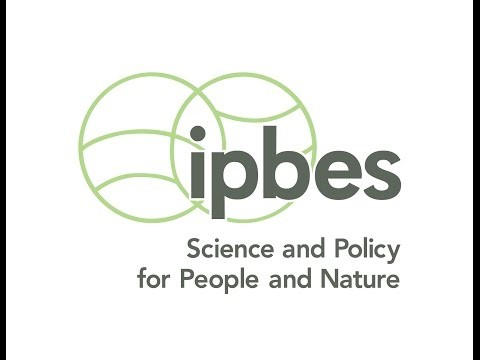 ipbes
Science and Policy
for People and Nature